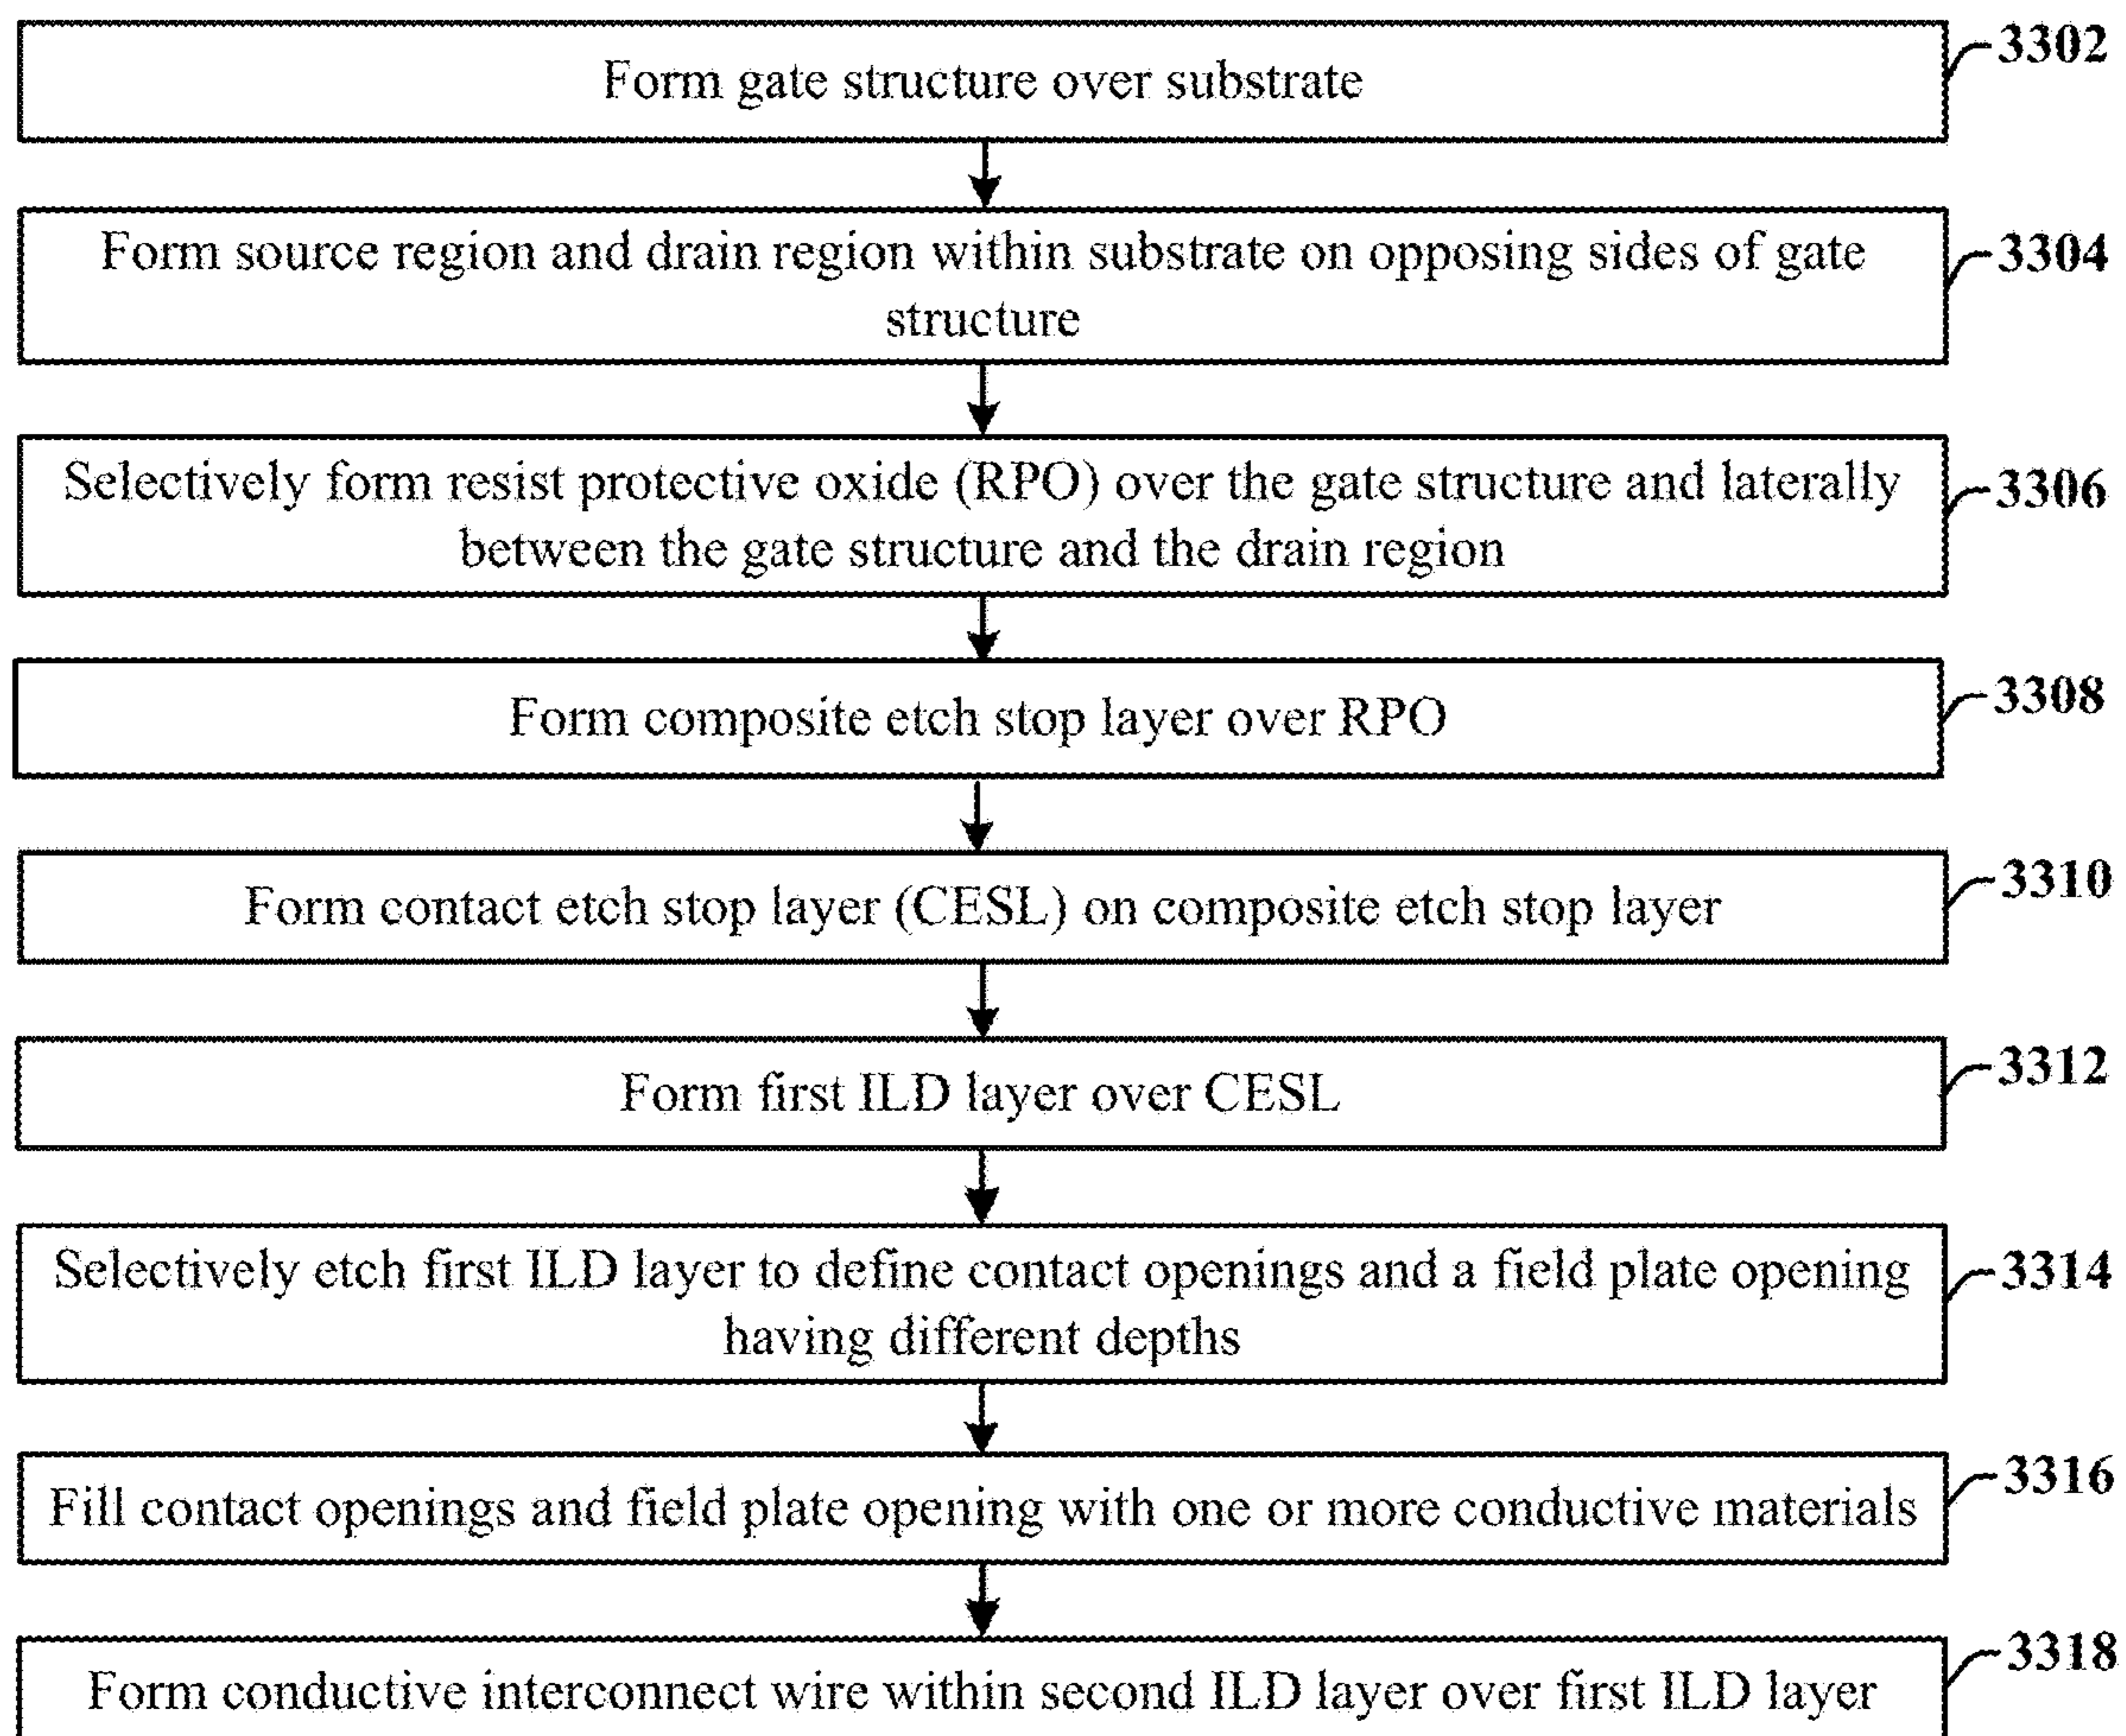 Form gate structure over substrate
3302
Form source region and drain region within substrate on opposing sides of gate
structure
3304
Selectively form resist protective oxide (RPO) over the gate structure and laterally
between the gate structure and the drain region
3306
Form composite etch stop layer over RPO
3308
Form contact etch stop layer (CESL) on composite etch stop layer
3310
Form first ILD layer over CESL
3312
Selectively etch first ILD layer to define contact openings and a field plate opening
having different depths
3314
Fill contact openings and field plate opening with one or more conductive materials
3316
Form conductive interconnect wire within second ILD layer over first ILD layer
3318